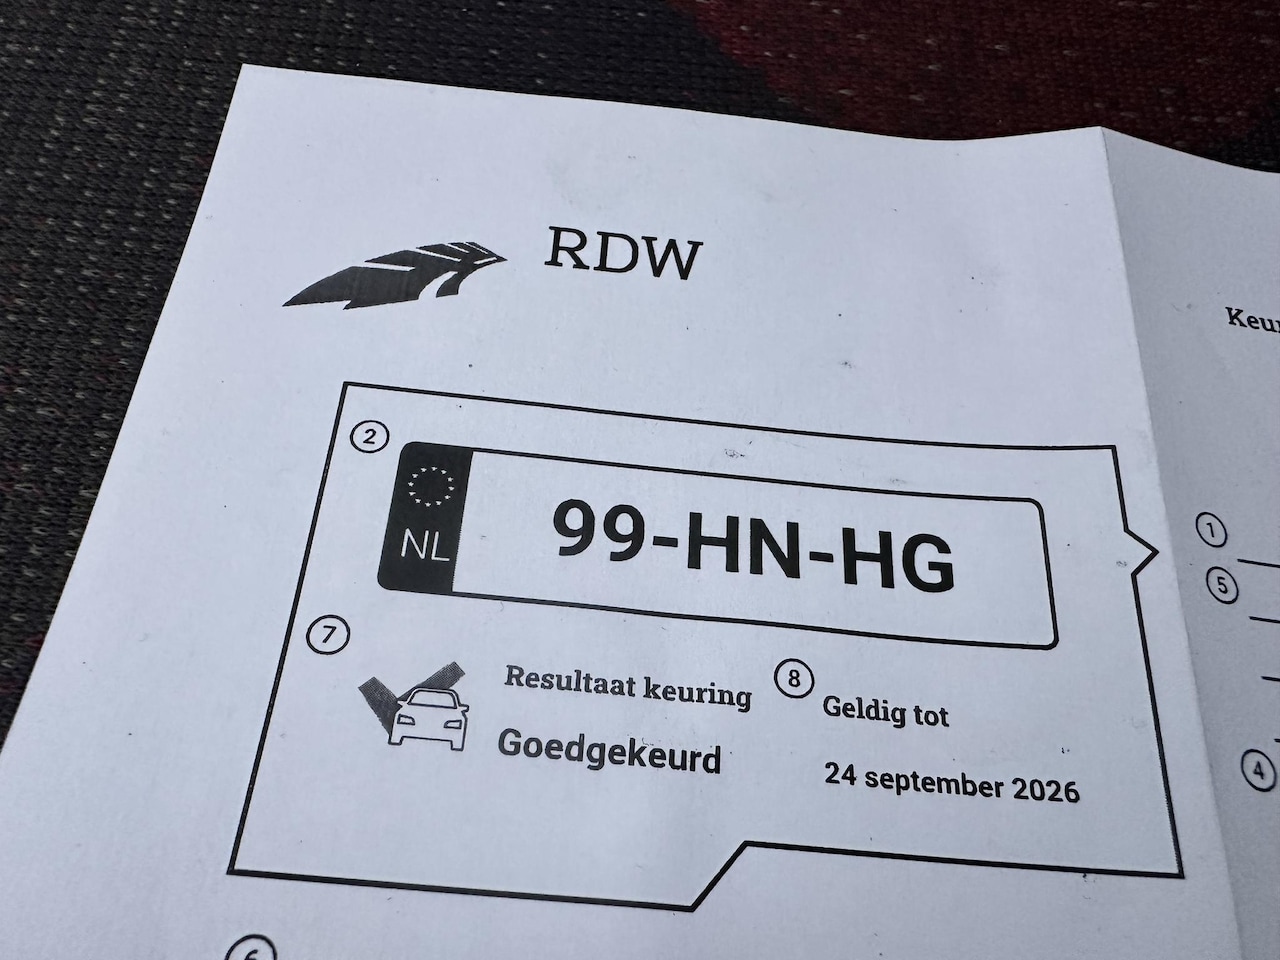 RDW
2
NL
99-HN-HG
7
Resultaat keuring
Goedgekeurd
8
Geldig tot
24 september 2026
1
5
4